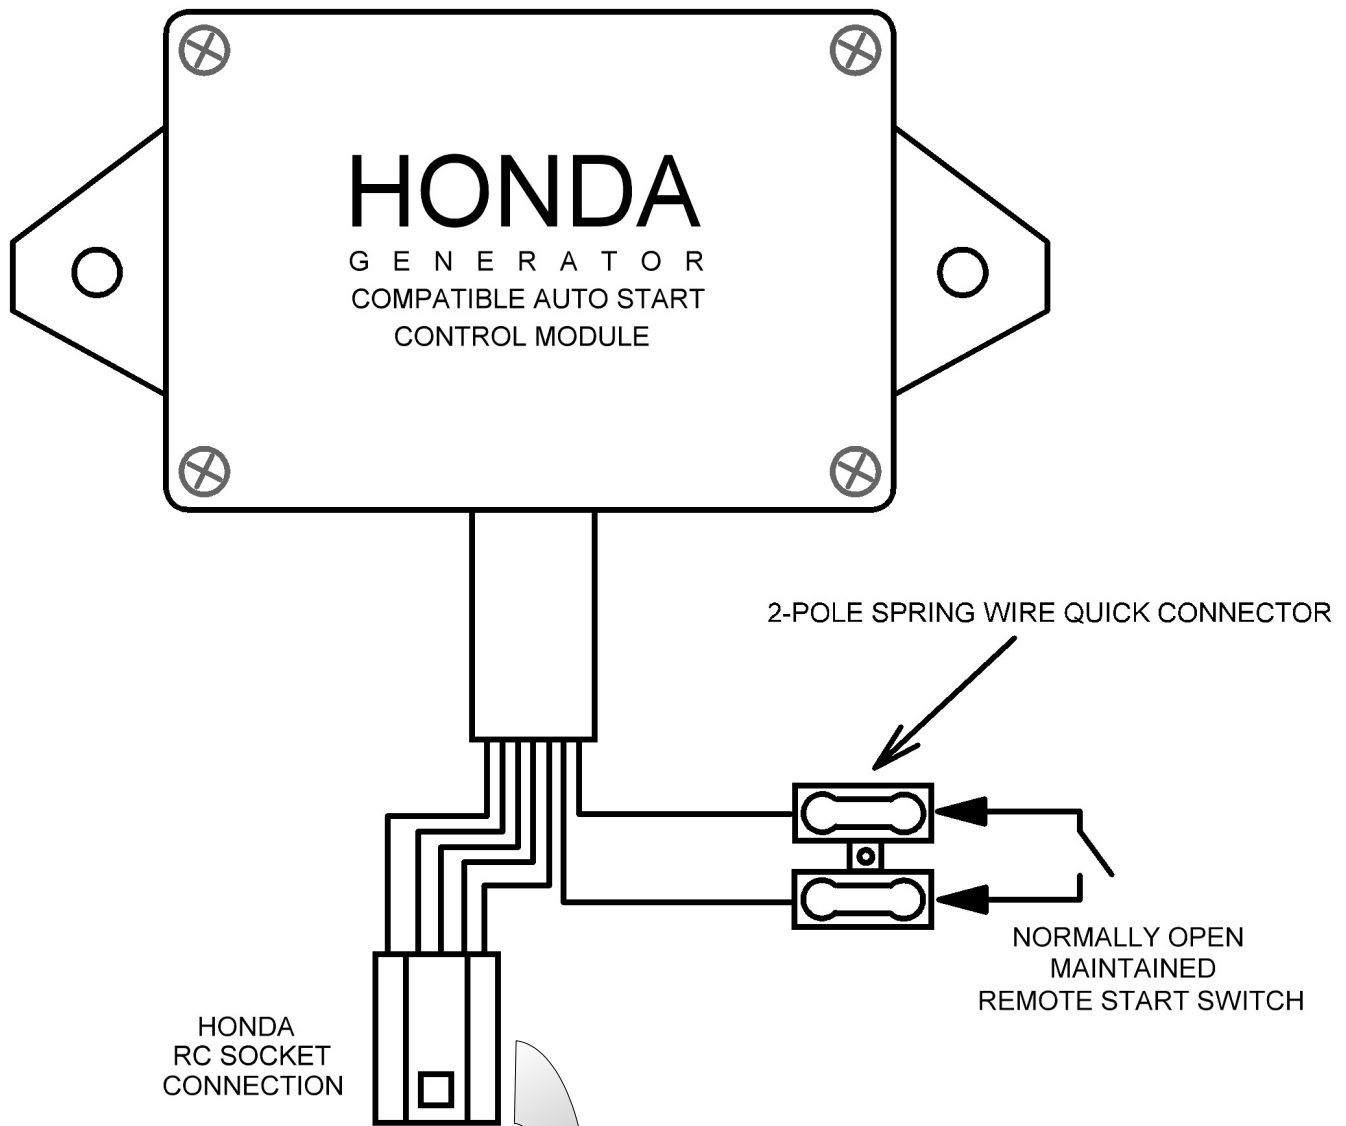 HONDA
GENERATOR
COMPATIBLE AUTO START
CONTROL MODULE
2-POLE SPRING WIRE QUICK CONNECTOR
NORMALLY OPEN
MAINTAINED
REMOTE START SWITCH
HONDA
RC SOCKET
CONNECTION